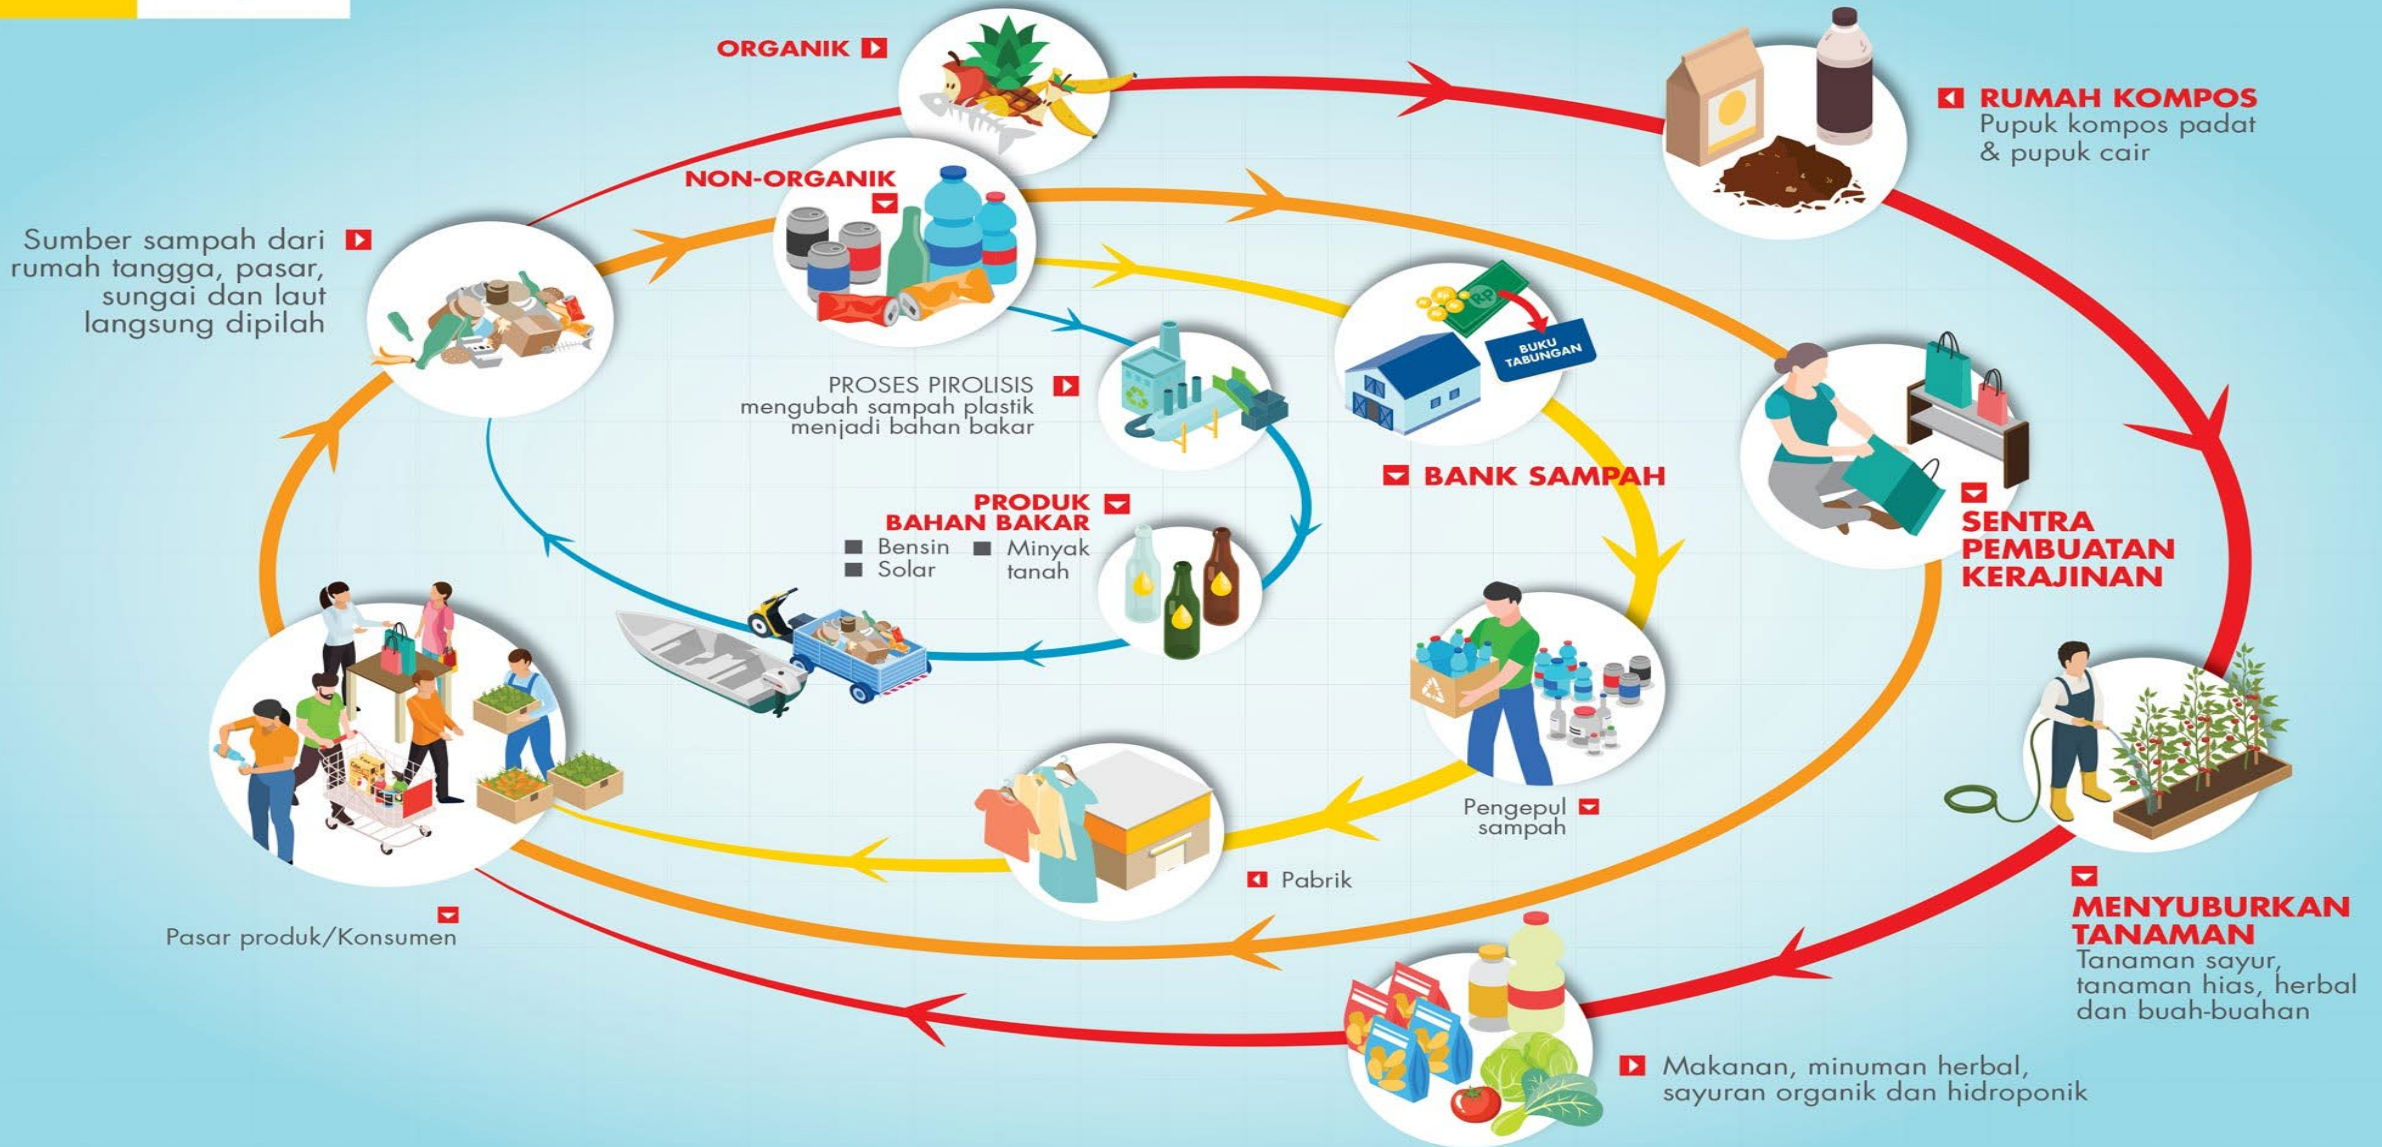 ORGANIK
NON-ORGANIK
RUMAH KOMPOS
Pupuk kompos padat
& pupuk cair
Sumber sampah dari
rumah tangga, pasar,
sungai dan laut
langsung dipilah
RP
BUKU
TABUNGAN
PROSES PIROLISIS
mengubah sampah plastik
menjadi bahan bakar
BANK SAMPAH
PRODUK
BAHAN BAKAR
Bensin
Solar
Minyak
tanah
SENTRA
PEMBUATAN
KERAJINAN
Pengepul
sampah
Pabrik
Pasar produk/Konsumen
MENYUBURKAN
TANAMAN
Tanaman sayur,
tanaman hias, herbal
dan buah-buahan
Makanan, minuman herbal,
sayuran organik dan hidroponik